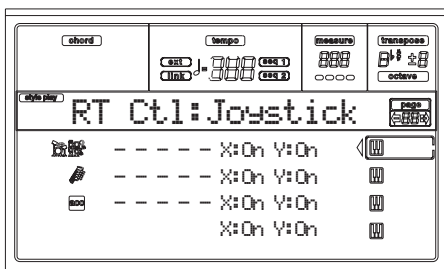 chord tempo measure transpose
ext seq 1
link seq 2
octave
style play
RT Ctl:Joystick page
- - - - - X:On Y:On
- - - - - X:On Y:On
ACC - - - - - X:On Y:On
X:On Y:On